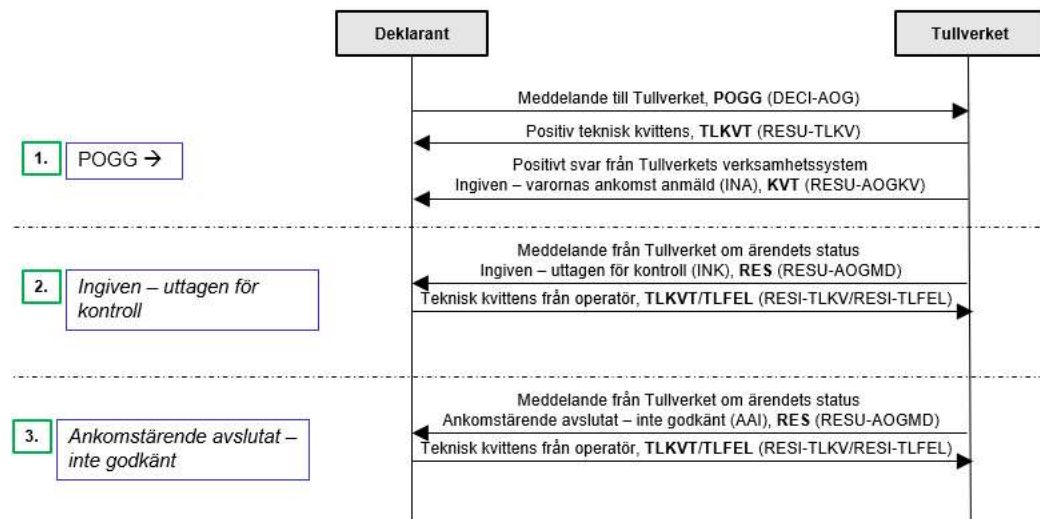 Deklarant
Tullverket
Meddelande till Tullverket, POGG (DECI-AOG)
Positiv teknisk kvittens, TLKVT (RESU-TLKV)
1.
POGG →
Positivt svar från Tullverkets verksamhetssystem
Ingiven – varornas ankomst anmäld (INA), KVT (RESU-AOGKV)
Meddelande från Tullverket om ärendets status
Ingiven – uttagen för kontroll (INK), RES (RESU-AOGMD)
2.
Ingiven – uttagen för
kontroll
Teknisk kvittens från operatör, TLKVT/TLFEL (RESI-TLKV/RESI-TLFEL)
Meddelande från Tullverket om ärendets status
Ankomstärende avslutat – inte godkänt (AAI), RES (RESU-AOGMD)
3.
Ankomstärende avslutat –
inte godkänt
Teknisk kvittens från operatör, TLKVT/TLFEL (RESI-TLKV/RESI-TLFEL)